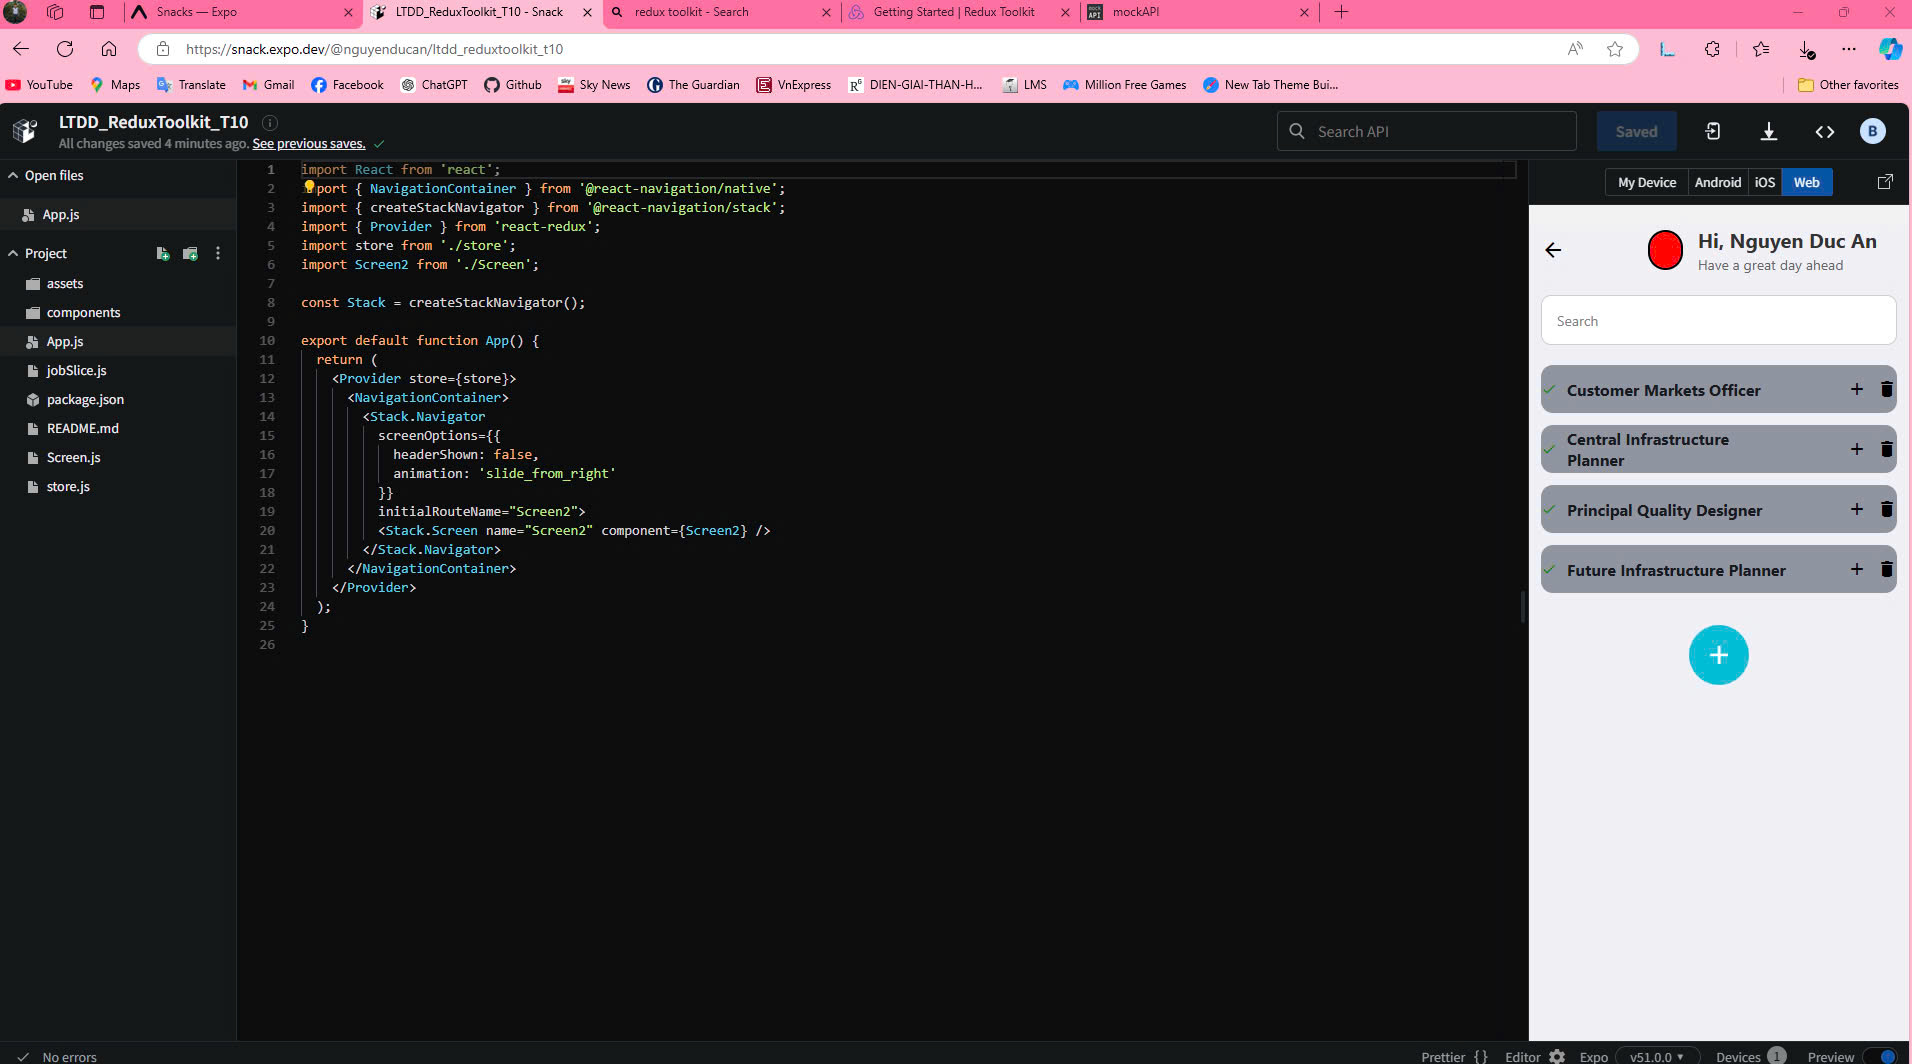 Snacks — Expo
LTDD_ReduxToolkit_T10 - Snack
redux toolkit - Search
Getting Started | Redux Toolkit
mockAPI
https://snack.expo.dev/@nguyenducan/ltdd_reduxtoolkit_t10
YouTube
Maps
Translate
Gmail
Facebook
ChatGPT
Github
Sky News
The Guardian
VnExpress
DIEN-GIAI-THAN-H...
LMS
Million Free Games
New Tab Theme Bui...
Other favorites
LTDD_ReduxToolkit_T10
All changes saved 4 minutes ago. See previous saves.
Search API
Saved
B
Open files
App.js
Project
assets
components
App.js
jobSlice.js
package.json
README.md
Screen.js
store.js
1 import React from 'react';
2 port { NavigationContainer } from '@react-navigation/native';
3 import { createStackNavigator } from '@react-navigation/stack';
4 import { Provider } from 'react-redux';
5 import store from './store';
6 import Screen2 from './Screen';
7
8 const Stack = createStackNavigator();
9
10 export default function App() {
11 return (
12 <Provider store={store}>
13 <NavigationContainer>
14 <Stack.Navigator
15 screenOptions={{
16 headerShown: false,
17 animation: 'slide_from_right'
18 }}
19 initialRouteName="Screen2">
20 <Stack.Screen name="Screen2" component={Screen2} />
21 </Stack.Navigator>
22 </NavigationContainer>
23 </Provider>
24 );
25 }
26
My Device
Android
iOS
Web
Hi, Nguyen Duc An
Have a great day ahead
Search
Customer Markets Officer
Central Infrastructure
Planner
Principal Quality Designer
Future Infrastructure Planner
No errors
Prettier {}
Editor
Expo
v51.0.0
Devices 1
Preview